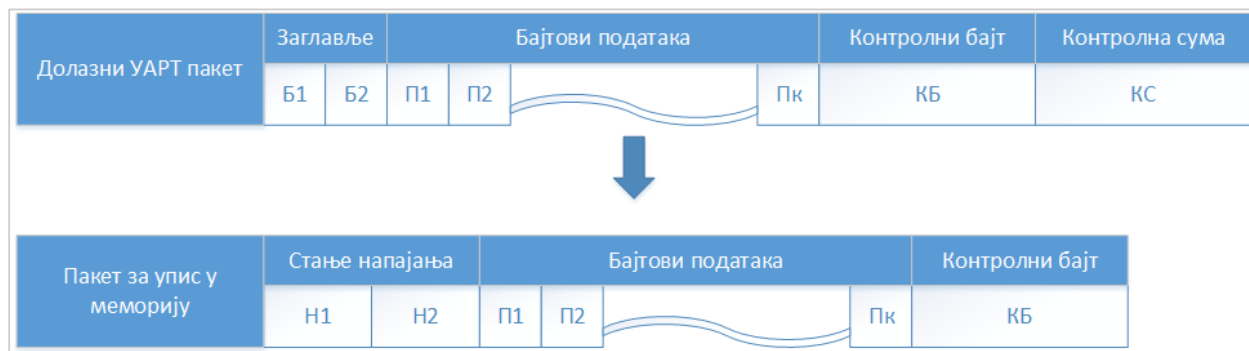 Долазни УАРТ пакет
Заглавље
Бајтови података
Контролни бајт
Контролна сума
Б1
Б2
П1
П2
Пк
КБ
КС
Пакет за упис у
меморију
Стање напајања
Бајтови података
Контролни бајт
Н1
Н2
П1
П2
Пк
КБ